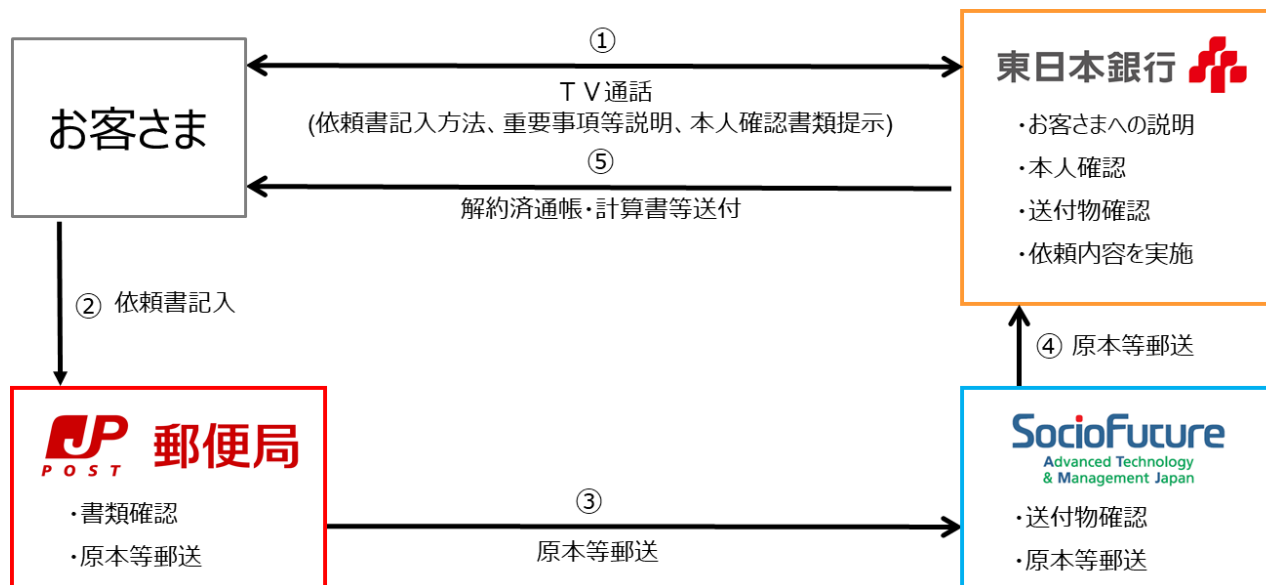 ①
お客さま
ＴV通話
(依頼書記入方法、重要事項等説明、本人確認書類提示)
⑤
解約済通帳・計算書等送付
東日本銀行
・お客さまへの説明
・本人確認
・送付物確認
・依頼内容を実施
② 依頼書記入
④ 原本等郵送
JP
POST
郵便局
・書類確認
・原本等郵送
③
原本等郵送
SocioFuture
Advanced Technology
& Management Japan
・送付物確認
・原本等郵送